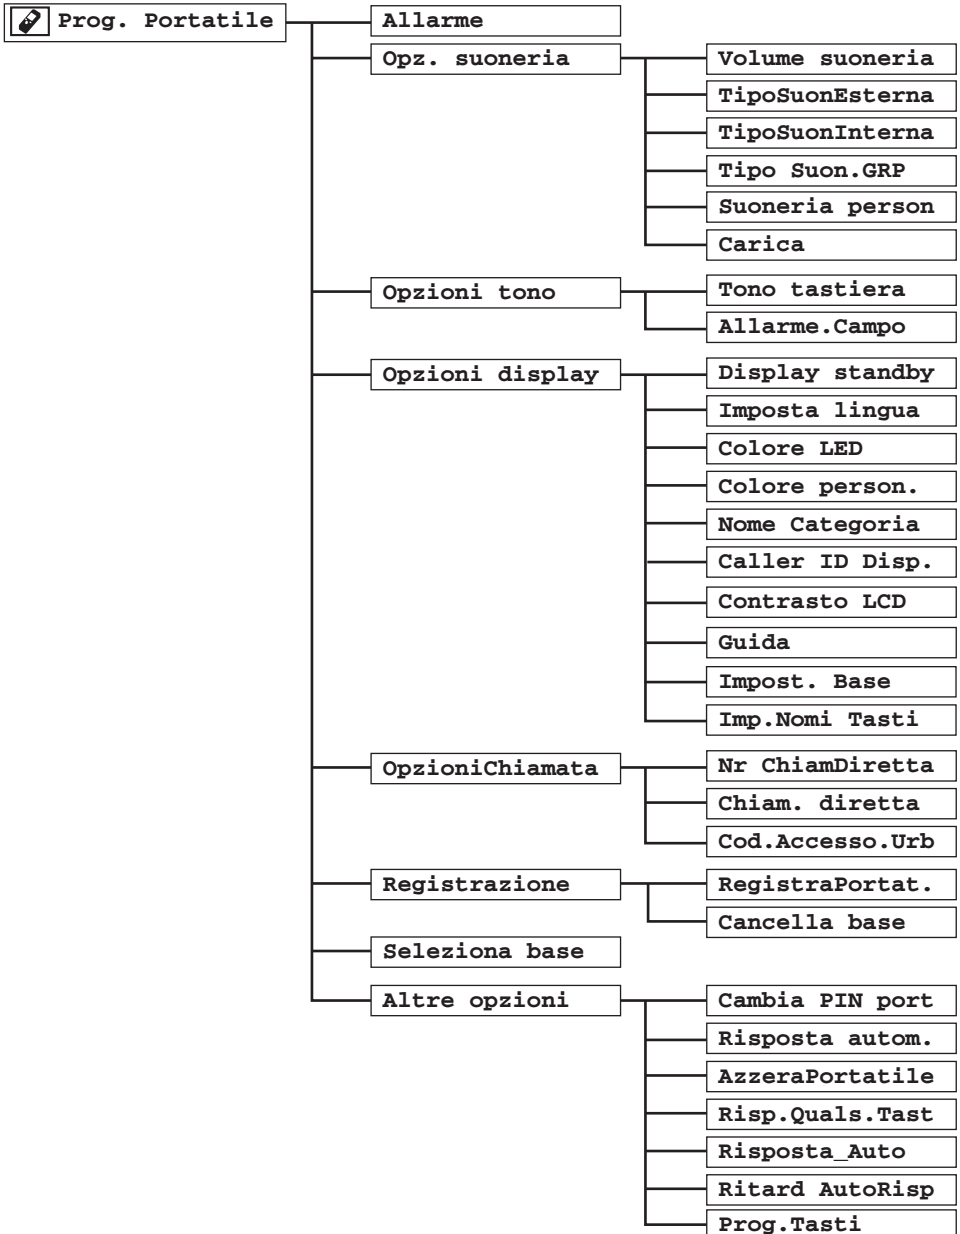 Prog. Portatile
Allarme
Opz. suoneria
Volume suoneria
TipoSuonEsterna
TipoSuonInterna
Tipo Suon.GRP
Suoneria person
Carica
Opzioni tono
Tono tastiera
Allarme.Campo
Opzioni display
Display standby
Imposta lingua
Colore LED
Colore person.
Nome Categoria
Caller ID Disp.
Contrasto LCD
Guida
Impost. Base
Imp.Nomi Tasti
OpzioniChiamata
Nr ChiamDiretta
Chiam. diretta
Cod.Accesso.Urb
Registrazione
RegistraPortat.
Cancella base
Seleziona base
Altre opzioni
Cambia PIN port
Risposta autom.
AzzeraPortatile
Risp.Quals.Tast
Risposta_Auto
Ritard AutoRisp
Prog.Tasti